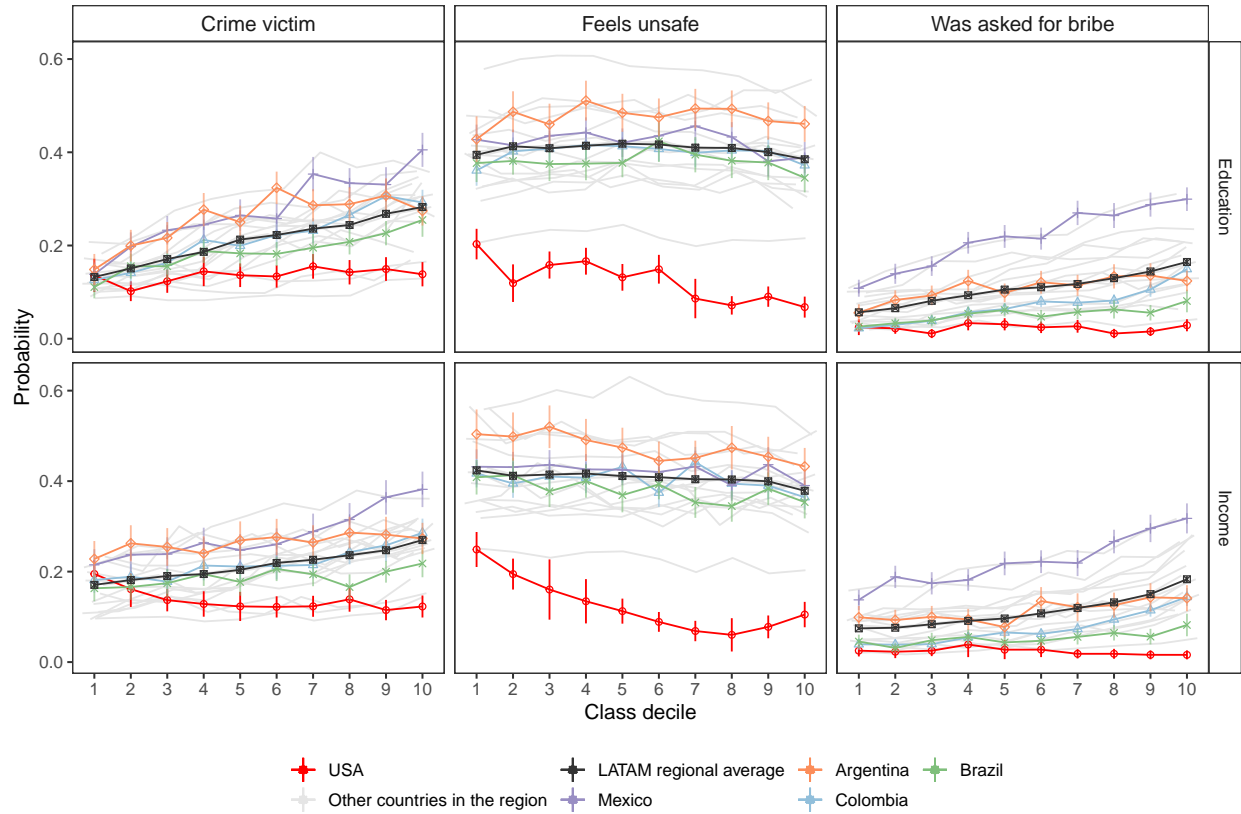 Crime victim Feels unsafe Was asked for bribe
0.6
0.4
0.2
0.0
Education
Probability
0.6
0.4
0.2
0.0
Income
1 2 3 4 5 6 7 8 9 10 1 2 3 4 5 6 7 8 9 10 1 2 3 4 5 6 7 8 9 10
Class decile
USA LATAM regional average Argentina Brazil
Other countries in the region Mexico Colombia